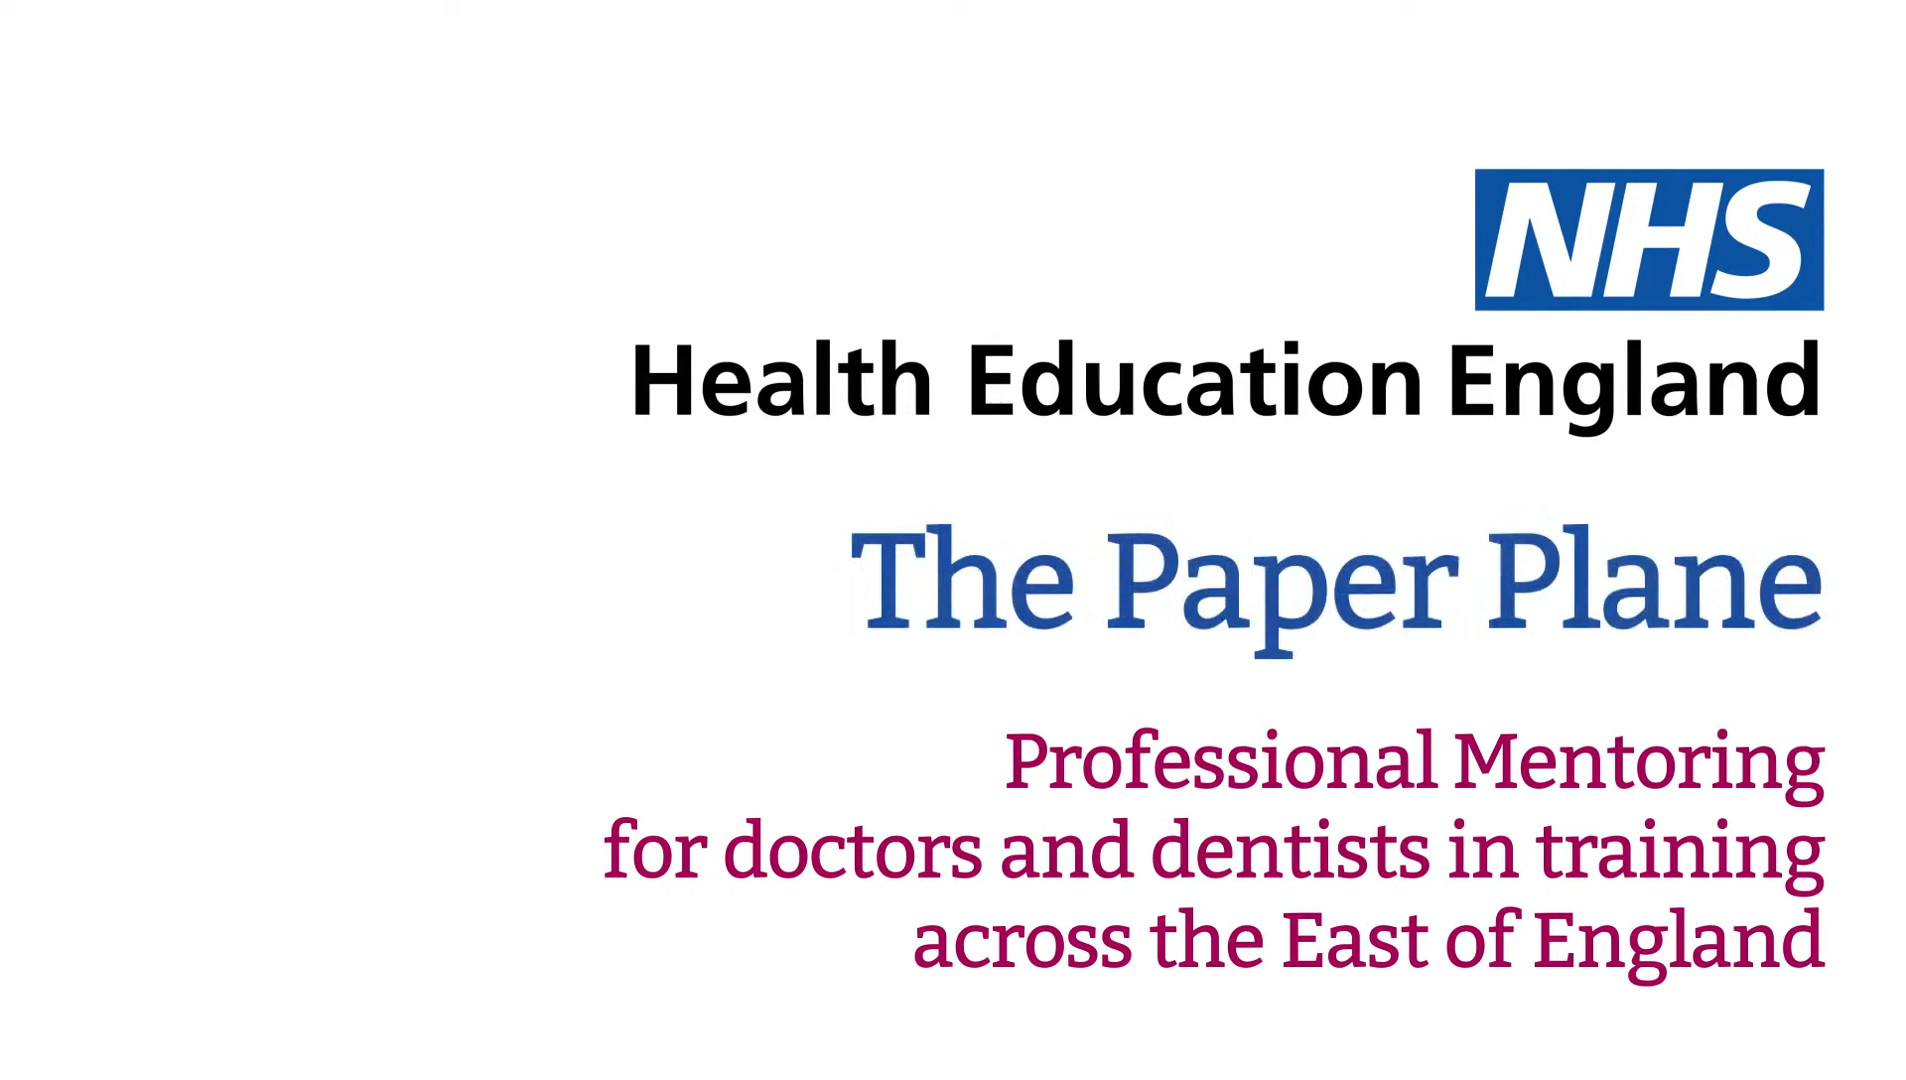 NHS
Health Education England
The Paper Plane
Professional Mentoring
for doctors and dentists in training
across the East of England